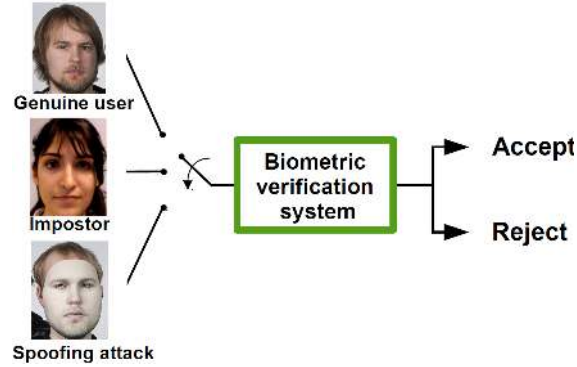 Genuine user
Impostor
Spoofing attack
Biometric
verification
system
Accept
Reject